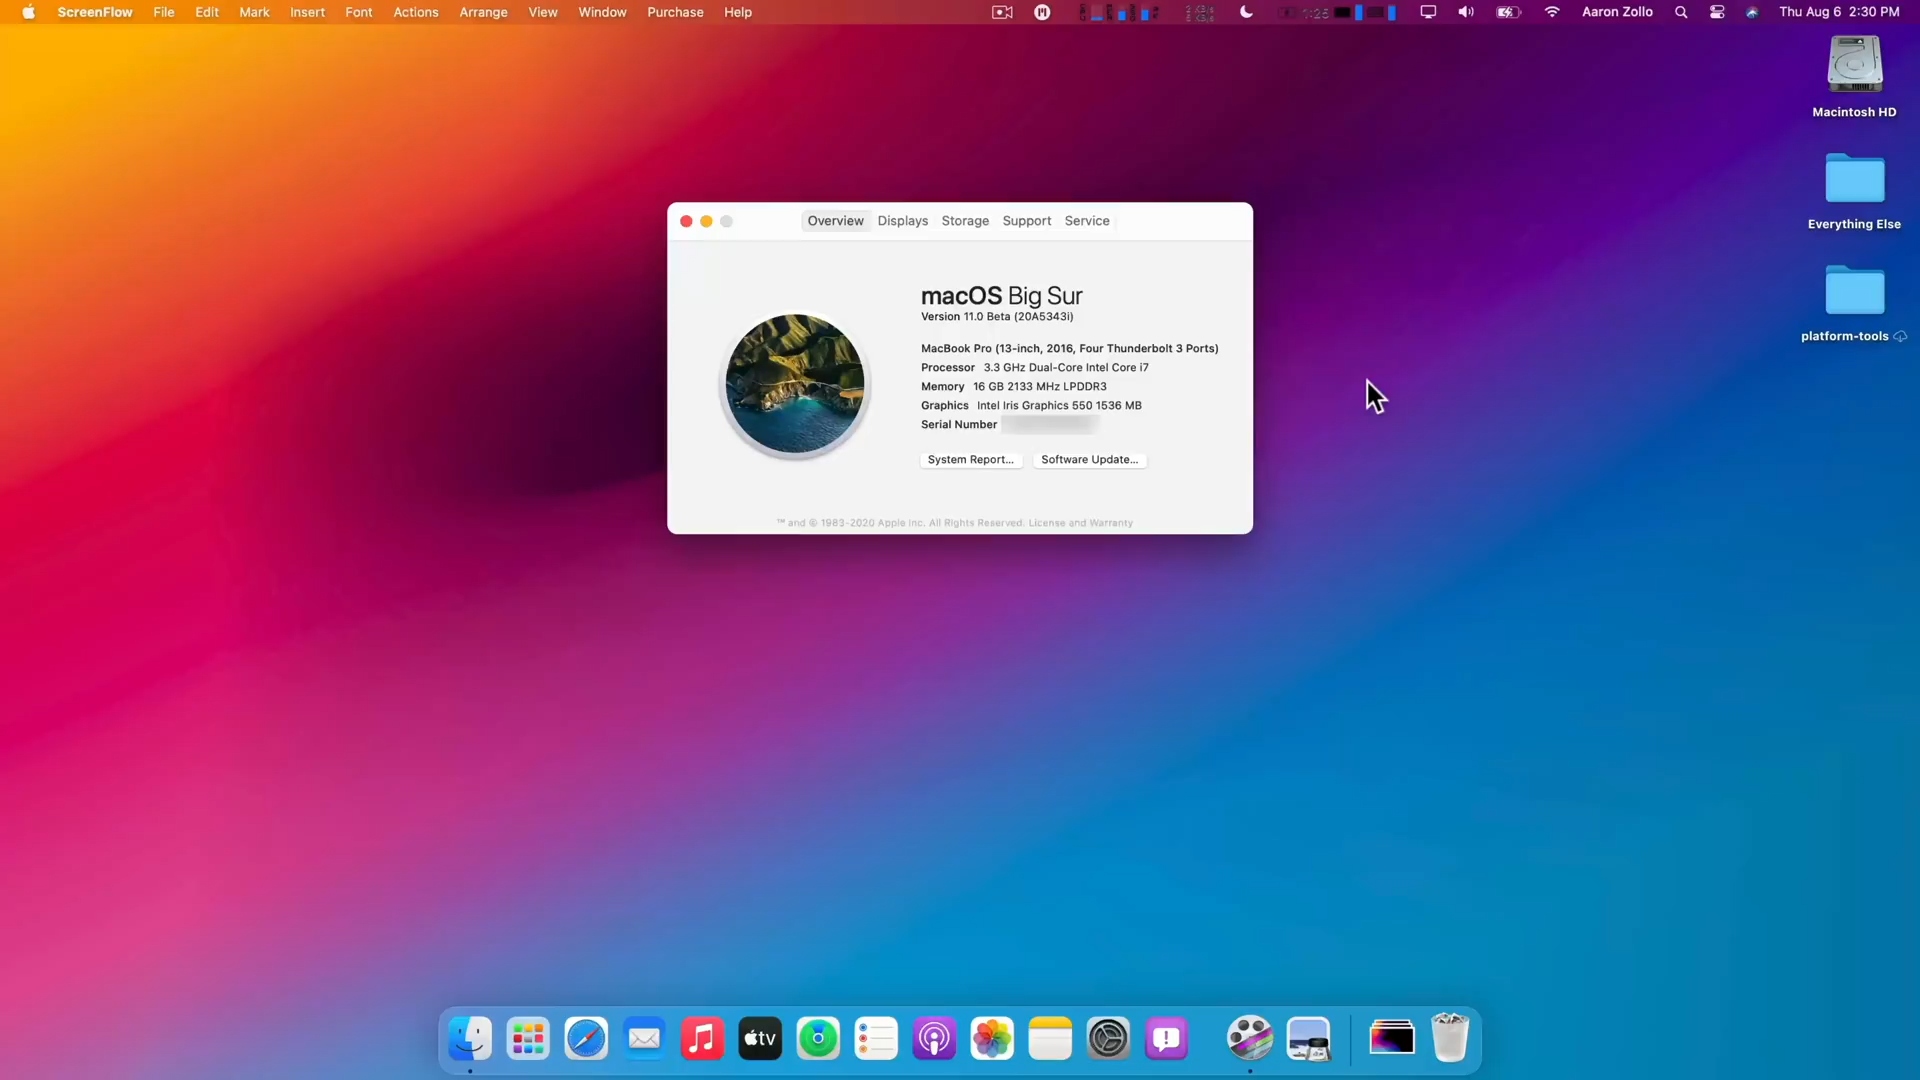 ScreenFlow File Edit Mark Insert Font Actions Arrange View Window Purchase Help Aaron Zollo Thu Aug 6 2:30 PM
Macintosh HD
Everything Else
platform-tools
Overview Displays Storage Support Service
macOS Big Sur
Version 11.0 Beta (20A5343i)
MacBook Pro (13-inch, 2016, Four Thunderbolt 3 Ports)
Processor 3.3 GHz Dual-Core Intel Core i7
Memory 16 GB 2133 MHz LPDDR3
Graphics Intel Iris Graphics 550 1536 MB
Serial Number
System Report... Software Update...
™ and © 1983-2020 Apple Inc. All Rights Reserved. License and Warranty
tv